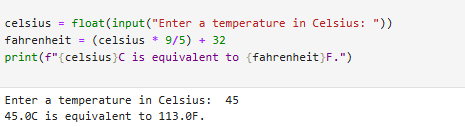 celsius = float(input("Enter a temperature in Celsius: "))
fahrenheit = (celsius * 9/5) + 32
print(f"{celsius}C is equivalent to {fahrenheit}F.")
Enter a temperature in Celsius:  45
45.0C is equivalent to 113.0F.